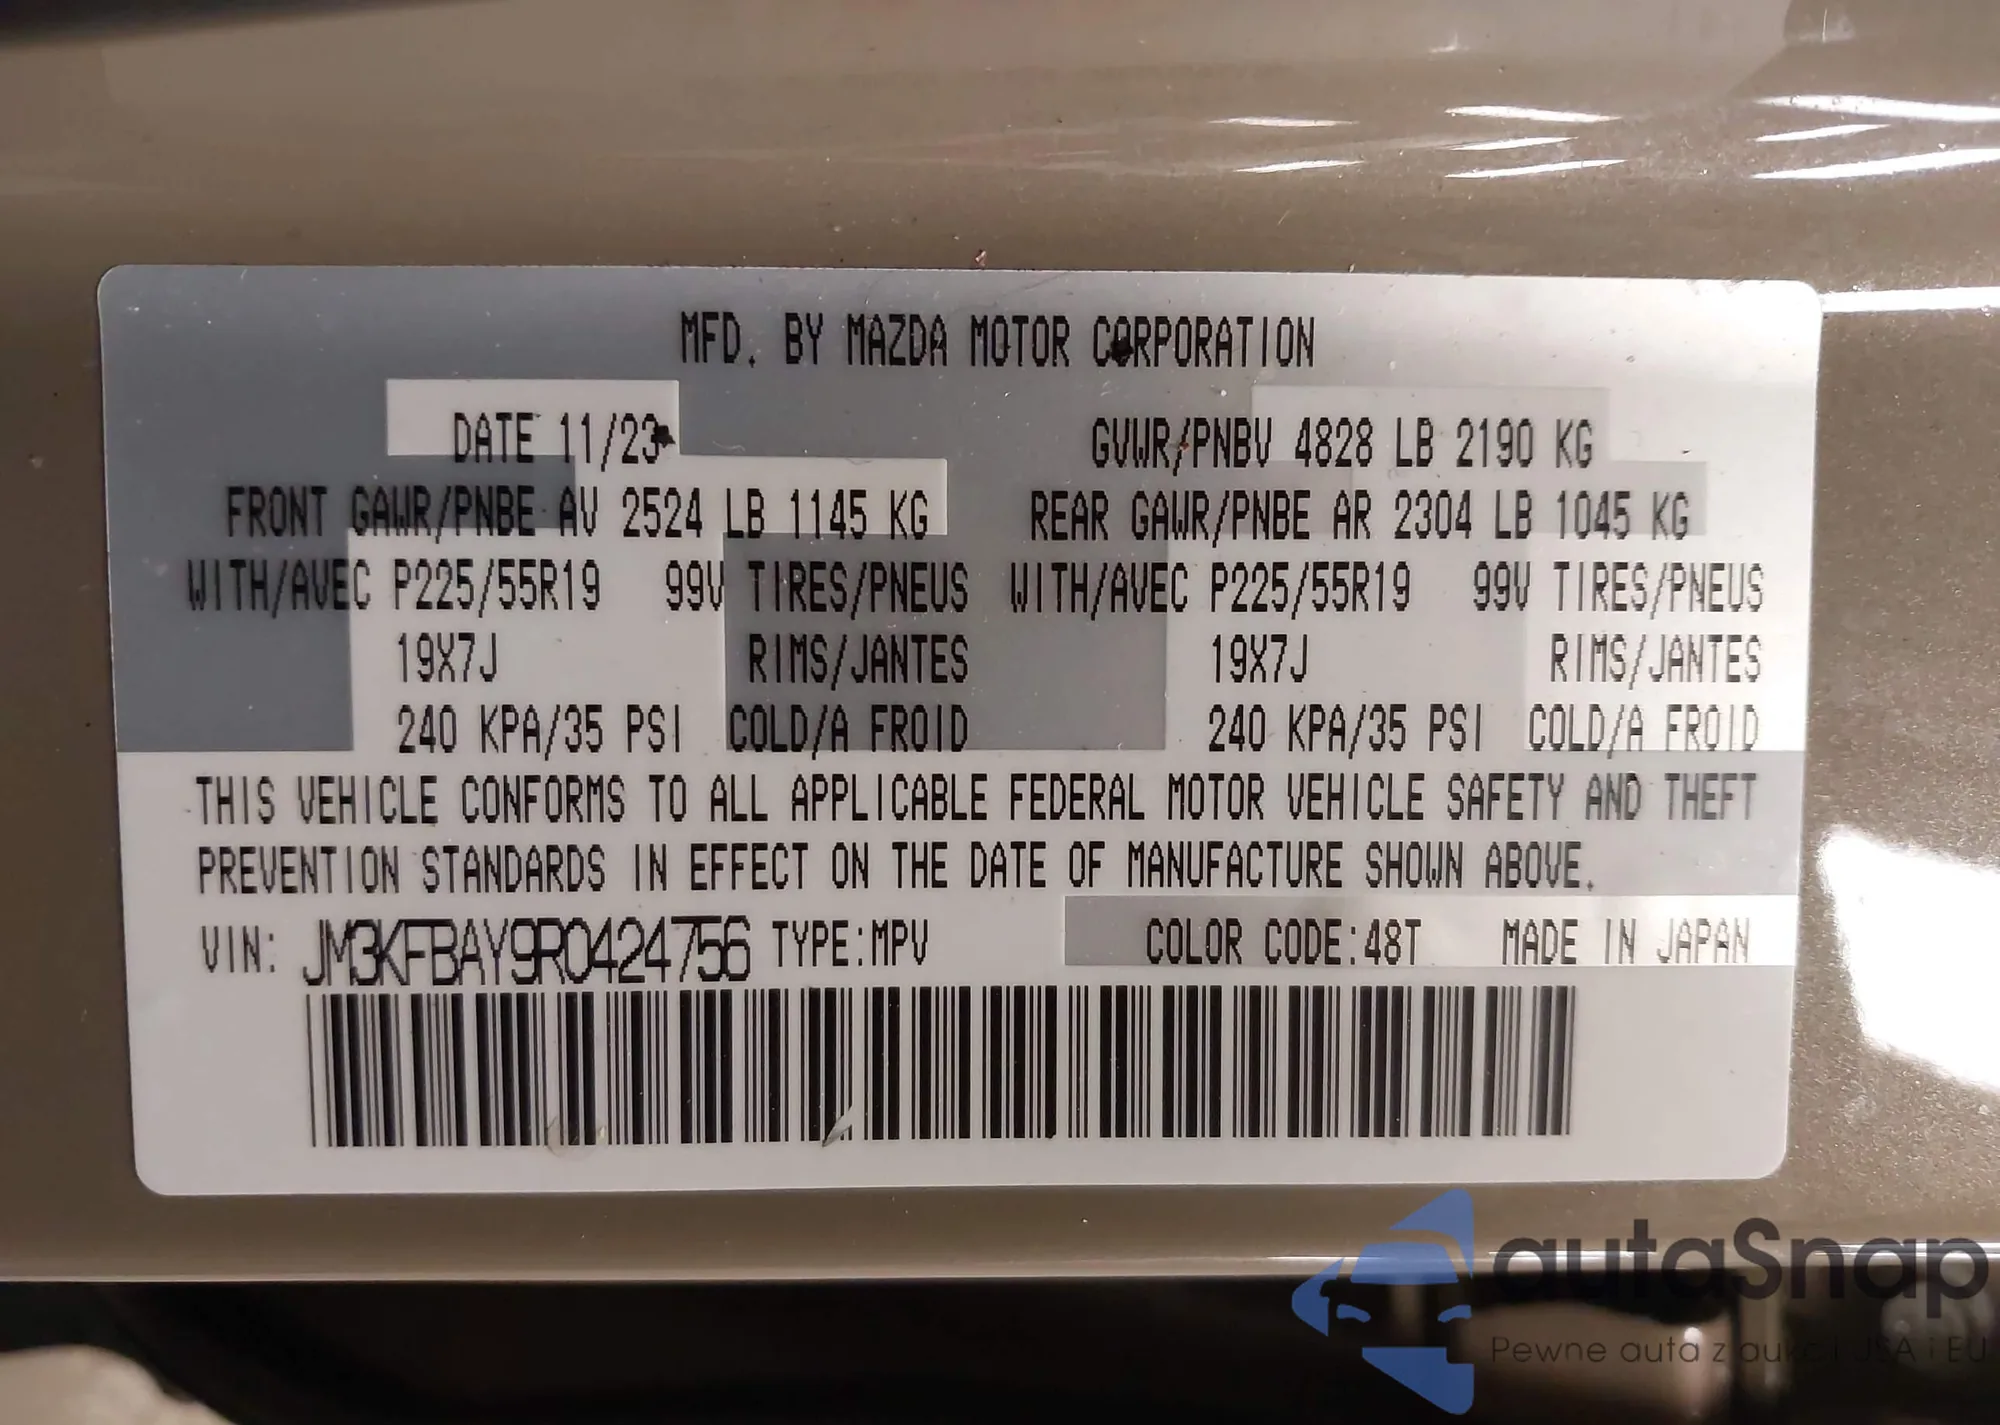 MFD. BY MAZDA MOTOR CORPORATION
DATE 11/23 GVWR/PNBV 4828 LB 2190 KG
FRONT GAWR/PNBE AV 2524 LB 1145 KG REAR GAWR/PNBE AR 2304 LB 1045 KG
WITH/AVEC P225/55R19 99V TIRES/PNEUS WITH/AVEC P225/55R19 99V TIRES/PNEUS
19X7J RIMS/JANTES 19X7J RIMS/JANTES
240 KPA/35 PSI COLD/A FROID 240 KPA/35 PSI COLD/A FROID
THIS VEHICLE CONFORMS TO ALL APPLICABLE FEDERAL MOTOR VEHICLE SAFETY AND THEFT
PREVENTION STANDARDS IN EFFECT ON THE DATE OF MANUFACTURE SHOWN ABOVE.
VIN: JM3KFBAY9R0424756 TYPE:MPV COLOR CODE:48T MADE IN JAPAN
autaSnap
Pewne auta z aukcji USA i EU